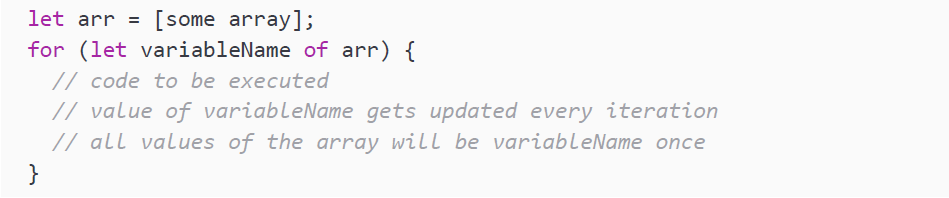 let arr = [some array];
for (let variableName of arr) {
  // code to be executed
  // value of variableName gets updated every iteration
  // all values of the array will be variableName once
}